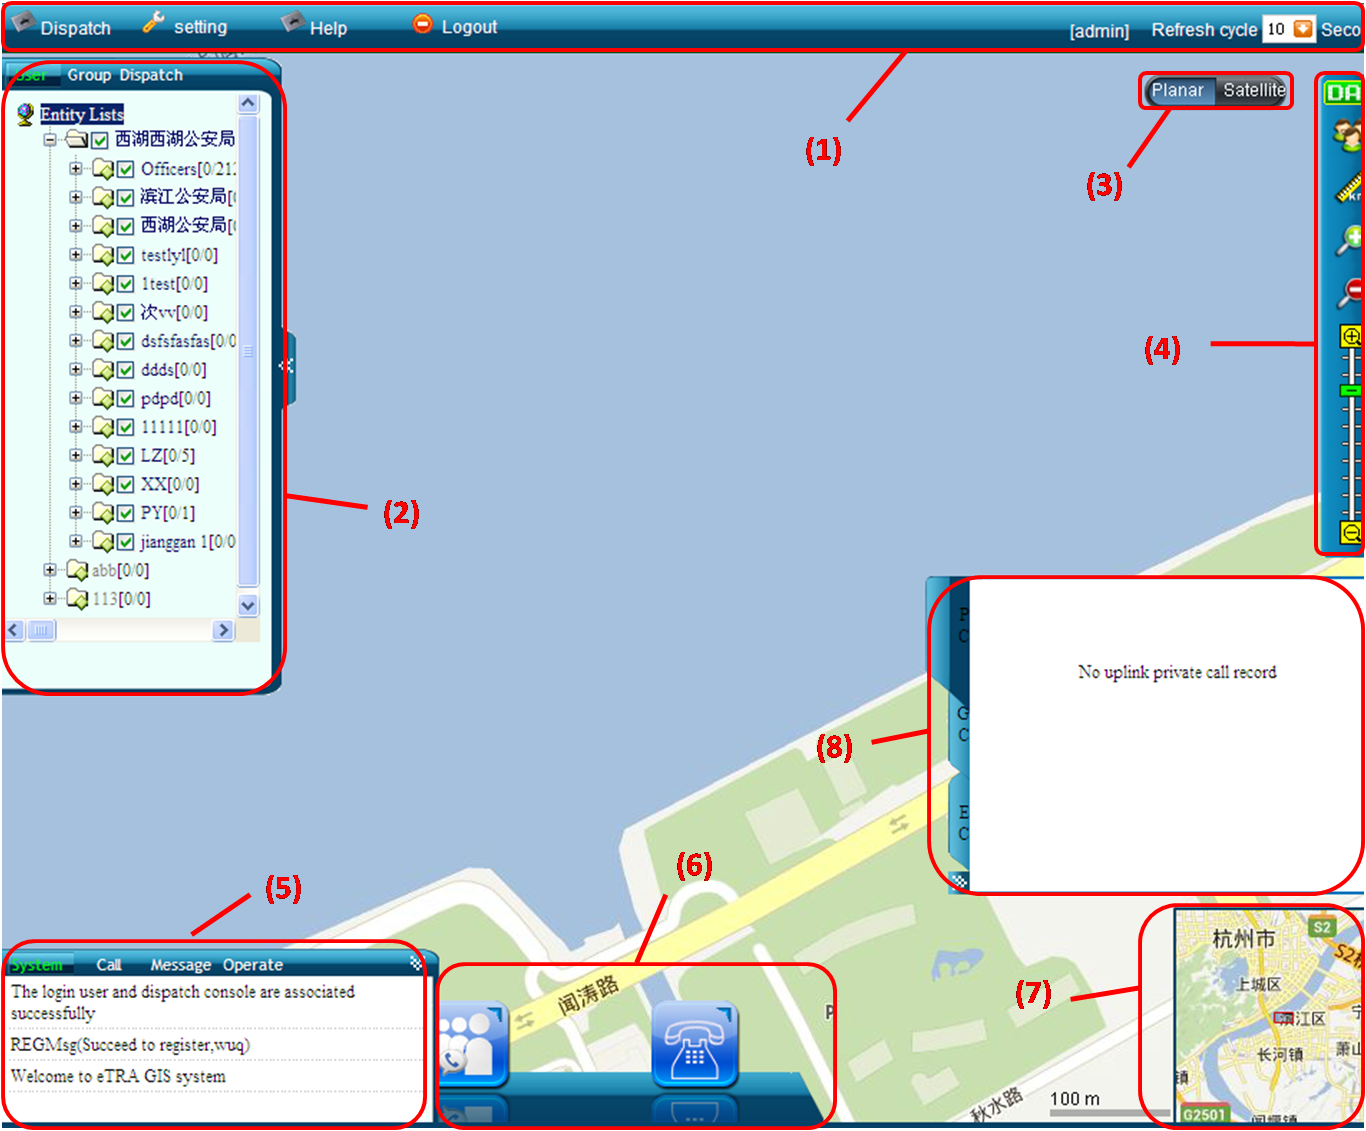 Dispatch setting Help Logout [admin] Refresh cycle 10 Seco
User Group Dispatch
Planar Satellite
DA
(1)
(3)
Entity Lists
西湖西湖公安局
Officers[0/212
滨江公安局[
西湖公安局[
testlyl[0/0]
1test[0/0]
次vv[0/0]
dsfsfasfas[0/0
ddds[0/0]
pdpd[0/0]
11111[0/0]
LZ[0/5]
XX[0/0]
PY[0/1]
jianggan 1[0/0
abb[0/0]
113[0/0]
(4)
(2)
P
C
G
C
E
C
No uplink private call record
(8)
(6)
(5)
System Call Message Operate
The login user and dispatch console are associated
successfully
REGMsg(Succeed to register,wuq)
Welcome to eTRA GIS system
闻涛路
P
秋水路
100 m
(7)
杭州市
S2
S2
上城区
滨江区
长河镇
萧山
镇
G2501
闻堰镇